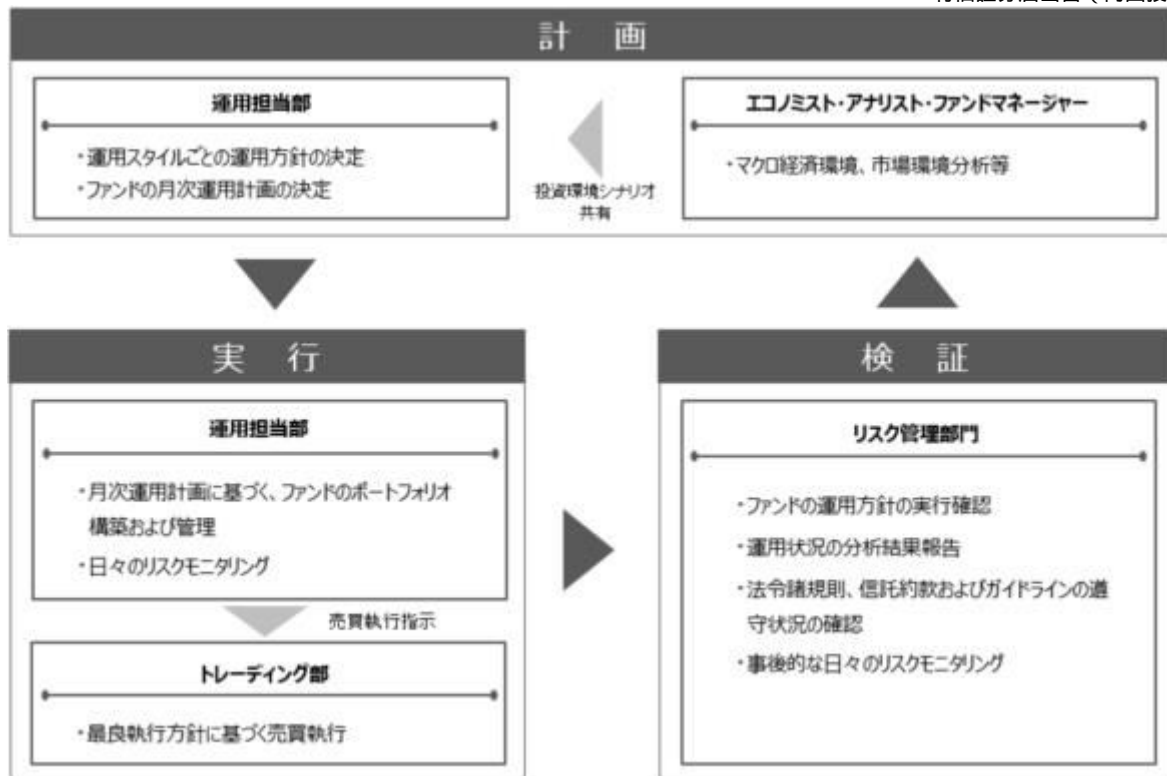 計 画
運用担当部
・運用スタイルごとの運用方針の決定
・ファンドの月次運用計画の決定
投資環境シナリオ
共有
エコノミスト・アナリスト・ファンドマネージャー
・マクロ経済環境、市場環境分析等
実 行
運用担当部
・月次運用計画に基づく、ファンドのポートフォリオ
構築および管理
・日々のリスクモニタリング
売買執行指示
トレーディング部
・最良執行方針に基づく売買執行
検 証
リスク管理部門
・ファンドの運用方針の実行確認
・運用状況の分析結果報告
・法令諸規則、信託約款およびガイドラインの遵
守状況の確認
・事後的な日々のリスクモニタリング